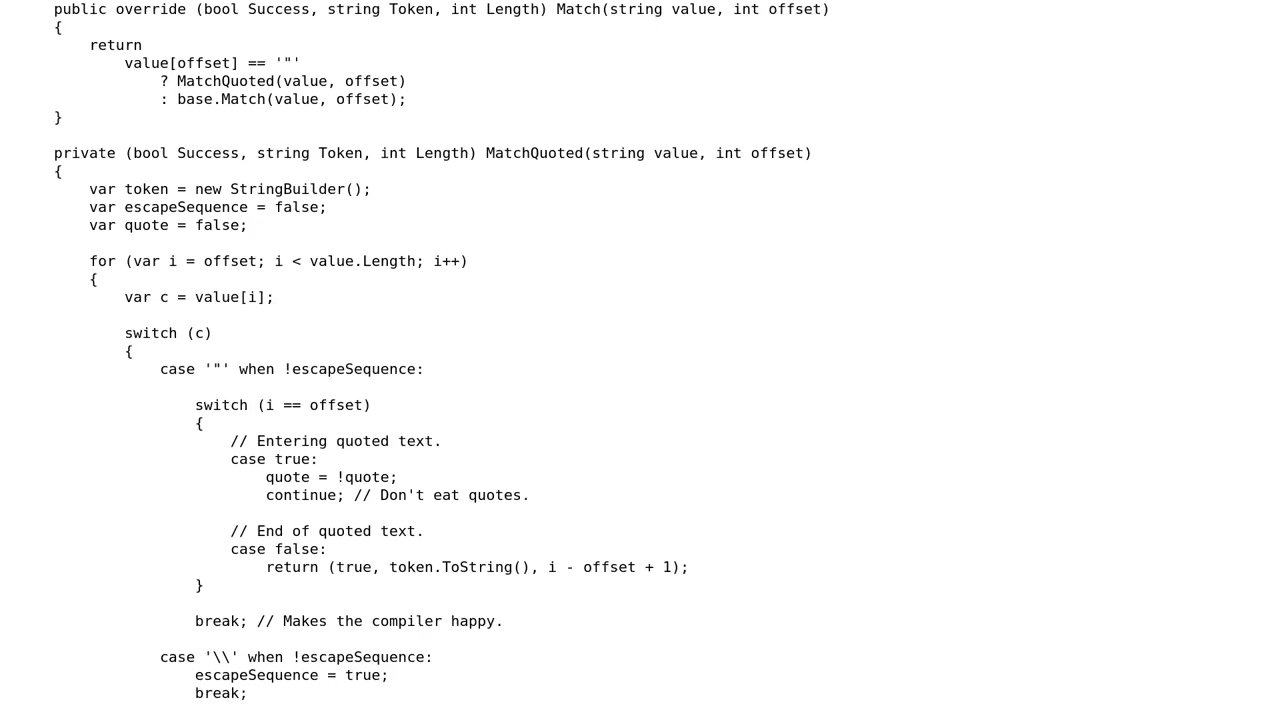 public override (bool Success, string Token, int Length) Match(string value, int offset)
{
    return
        value[offset] == '"'
            ? MatchQuoted(value, offset)
            : base.Match(value, offset);
}

private (bool Success, string Token, int Length) MatchQuoted(string value, int offset)
{
    var token = new StringBuilder();
    var escapeSequence = false;
    var quote = false;

    for (var i = offset; i < value.Length; i++)
    {
        var c = value[i];

        switch (c)
        {
            case '"' when !escapeSequence:

                switch (i == offset)
                {
                    // Entering quoted text.
                    case true:
                        quote = !quote;
                        continue; // Don't eat quotes.

                    // End of quoted text.
                    case false:
                        return (true, token.ToString(), i - offset + 1);
                }

                break; // Makes the compiler happy.

            case '\\' when !escapeSequence:
                escapeSequence = true;
                break;